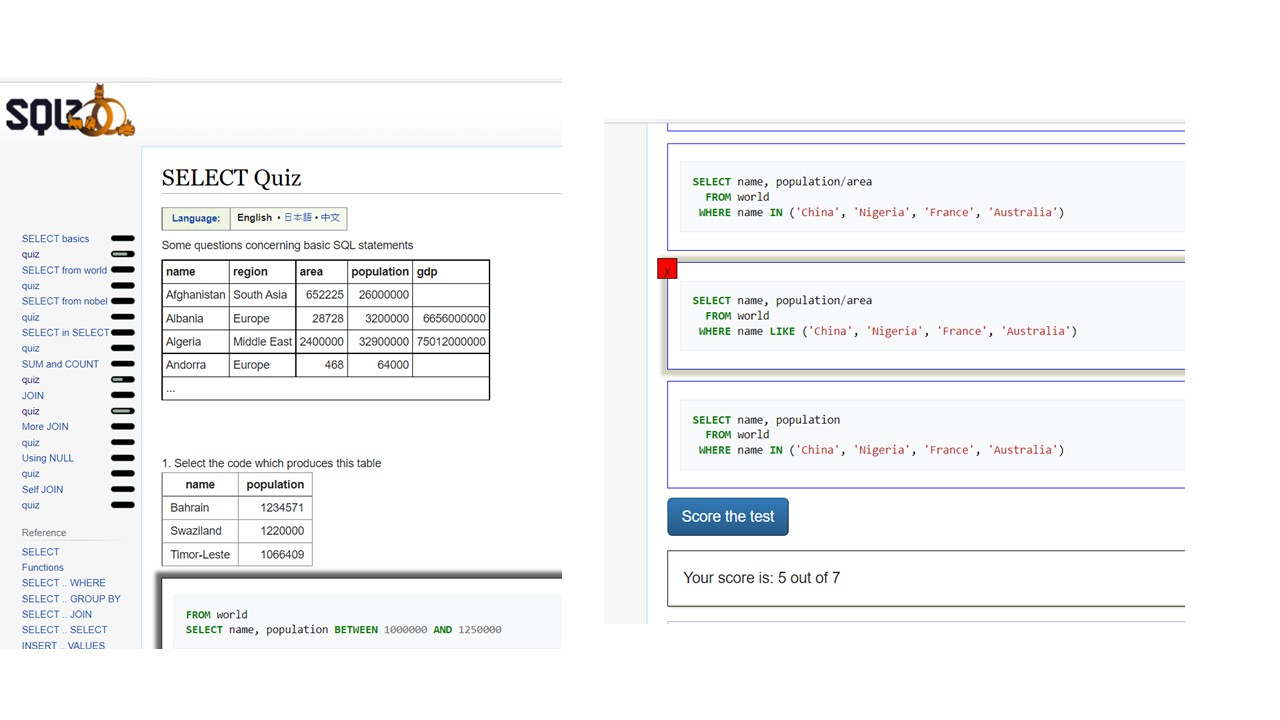 SQLZ
SELECT Quiz
Language: English • 日本語 • 中文
Some questions concerning basic SQL statements
name region area population gdp
Afghanistan South Asia 652225 26000000
Albania Europe 28728 3200000 6656000000
Algeria Middle East 2400000 32900000 75012000000
Andorra Europe 468 64000
...
1. Select the code which produces this table
name population
Bahrain 1234571
Swaziland 1220000
Timor-Leste 1066409
FROM world
SELECT name, population BETWEEN 1000000 AND 1250000
SELECT basics
quiz
SELECT from world
quiz
SELECT from nobel
quiz
SELECT in SELECT
quiz
SUM and COUNT
quiz
JOIN
quiz
More JOIN
quiz
Using NULL
quiz
Self JOIN
quiz
Reference
SELECT
Functions
SELECT .. WHERE
SELECT .. GROUP BY
SELECT .. JOIN
SELECT .. SELECT
INSERT .. VALUES
SELECT name, population/area
FROM world
WHERE name IN ('China', 'Nigeria', 'France', 'Australia')
X
SELECT name, population/area
FROM world
WHERE name LIKE ('China', 'Nigeria', 'France', 'Australia')
SELECT name, population
FROM world
WHERE name IN ('China', 'Nigeria', 'France', 'Australia')
Score the test
Your score is: 5 out of 7